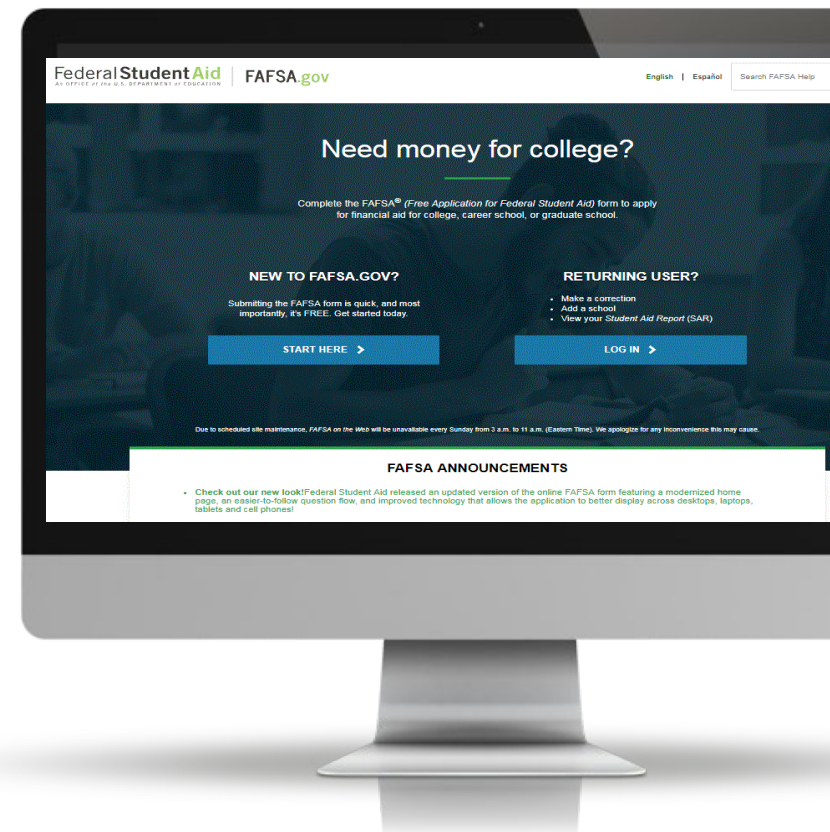 Federal Student Aid | FAFSA.gov
An OFFICE of the U.S. DEPARTMENT of EDUCATION
English | Español
Search FAFSA Help
Need money for college?
Complete the FAFSA® (Free Application for Federal Student Aid) form to apply
for financial aid for college, career school, or graduate school.
NEW TO FAFSA.GOV?
Submitting the FAFSA form is quick, and most
importantly, it's FREE. Get started today.
START HERE
RETURNING USER?
• Make a correction
• Add a school
• View your Student Aid Report (SAR)
LOG IN
Due to scheduled site maintenance, FAFSA on the Web will be unavailable every Sunday from 3 a.m. to 11 a.m. (Eastern Time). We apologize for any inconvenience this may cause.
FAFSA ANNOUNCEMENTS
• Check out our new look!Federal Student Aid released an updated version of the online FAFSA form featuring a modernized home
page, an easier-to-follow question flow, and improved technology that allows the application to better display across desktops, laptops,
tablets and cell phones!